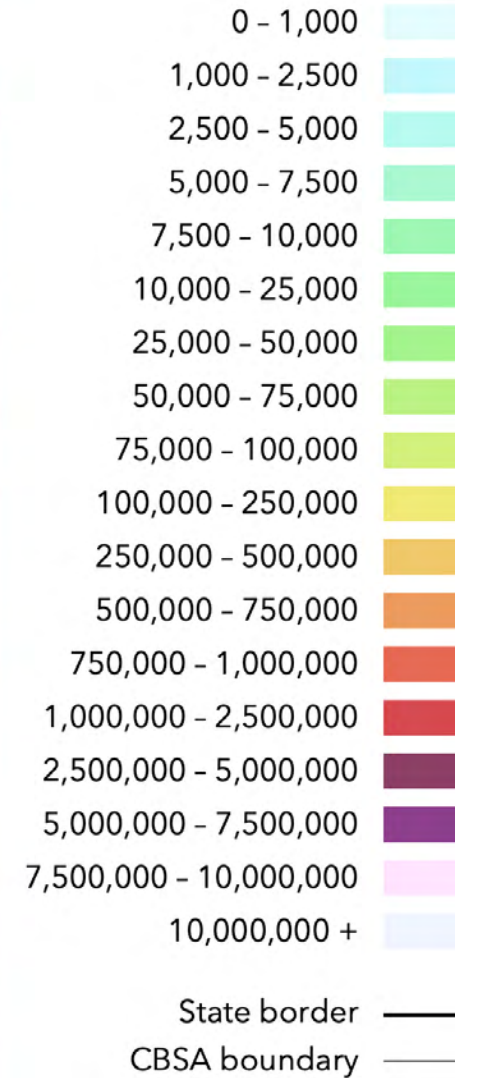 0 – 1,000
1,000 – 2,500
2,500 – 5,000
5,000 – 7,500
7,500 – 10,000
10,000 – 25,000
25,000 – 50,000
50,000 – 75,000
75,000 – 100,000
100,000 – 250,000
250,000 – 500,000
500,000 – 750,000
750,000 – 1,000,000
1,000,000 – 2,500,000
2,500,000 – 5,000,000
5,000,000 – 7,500,000
7,500,000 – 10,000,000
10,000,000 +
State border
CBSA boundary